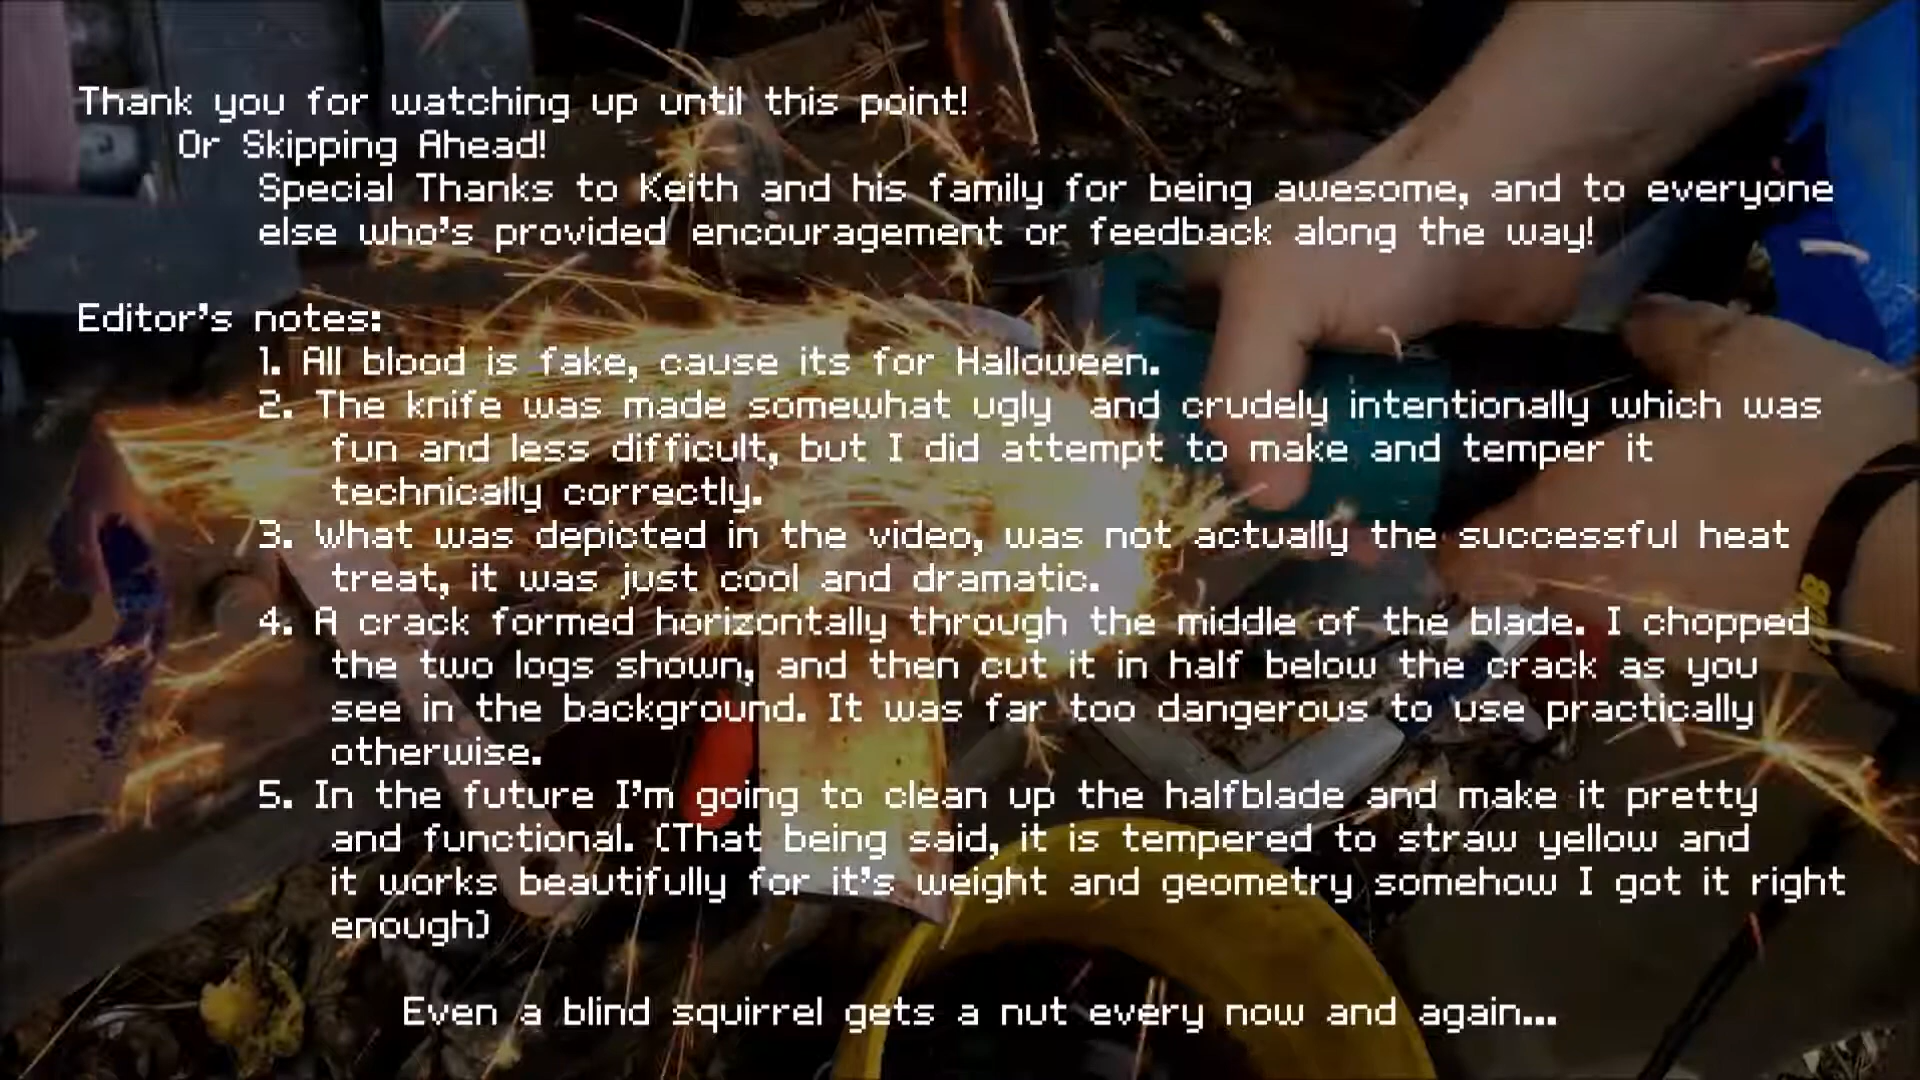 Thank you for watching up until this point!
Or Skipping Ahead!
Special Thanks to Keith and his family for being awesome, and to everyone
else who's provided encouragement or feedback along the way!
Editor's notes:
1. All blood is fake, cause its for Halloween.
2. The knife was made somewhat ugly and crudely intentionally which was
fun and less difficult, but I did attempt to make and temper it
technically correctly.
3. What was depicted in the video, was not actually the successful heat
treat, it was just cool and dramatic.
4. A crack formed horizontally through the middle of the blade. I chopped
the two logs shown, and then cut it in half below the crack as you
see in the background. It was far too dangerous to use practically
otherwise.
5. In the future I'm going to clean up the halfblade and make it pretty
and functional. (That being said, it is tempered to straw yellow and
it works beautifully for it's weight and geometry somehow I got it right
enough)
Even a blind squirrel gets a nut every now and again...